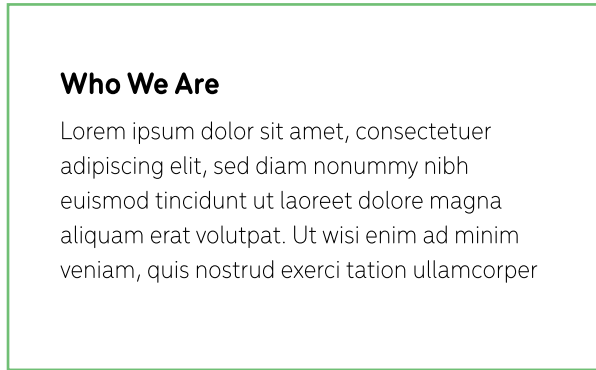 Who We Are
Lorem ipsum dolor sit amet, consectetuer
adipiscing elit, sed diam nonummy nibh
euismod tincidunt ut laoreet dolore magna
aliquam erat volutpat. Ut wisi enim ad minim
veniam, quis nostrud exerci tation ullamcorper